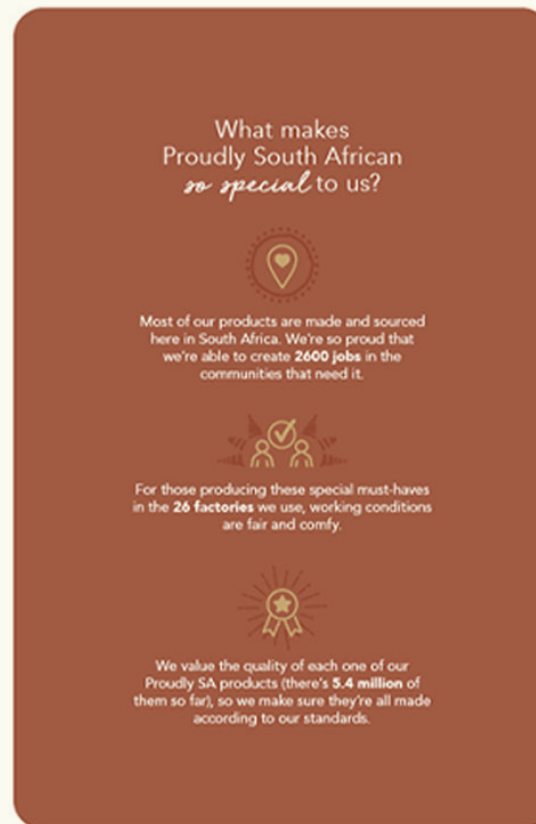 What makes
Proudly South African
so special to us?
Most of our products are made and sourced
here in South Africa. We're so proud that
we're able to create 2600 jobs in the
communities that need it.
For those producing these special must-haves
in the 26 factories we use, working conditions
are fair and comfy.
We value the quality of each one of our
Proudly SA products (there's 5.4 million of
them so far), so we make sure they're all made
according to our standards.